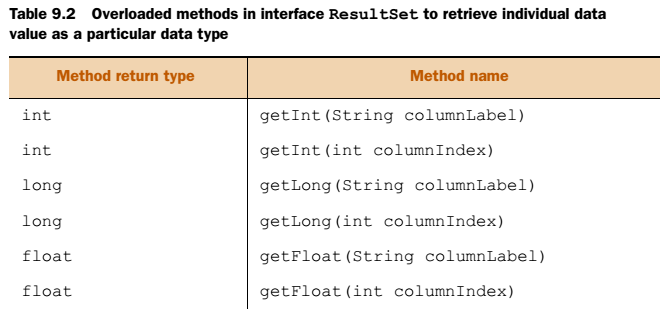 Table 9.2 Overloaded methods in interface ResultSet to retrieve individual data
value as a particular data type
Method return type Method name
int getInt(String columnLabel)
int getInt(int columnIndex)
long getLong(String columnLabel)
long getLong(int columnIndex)
float getFloat(String columnLabel)
float getFloat(int columnIndex)